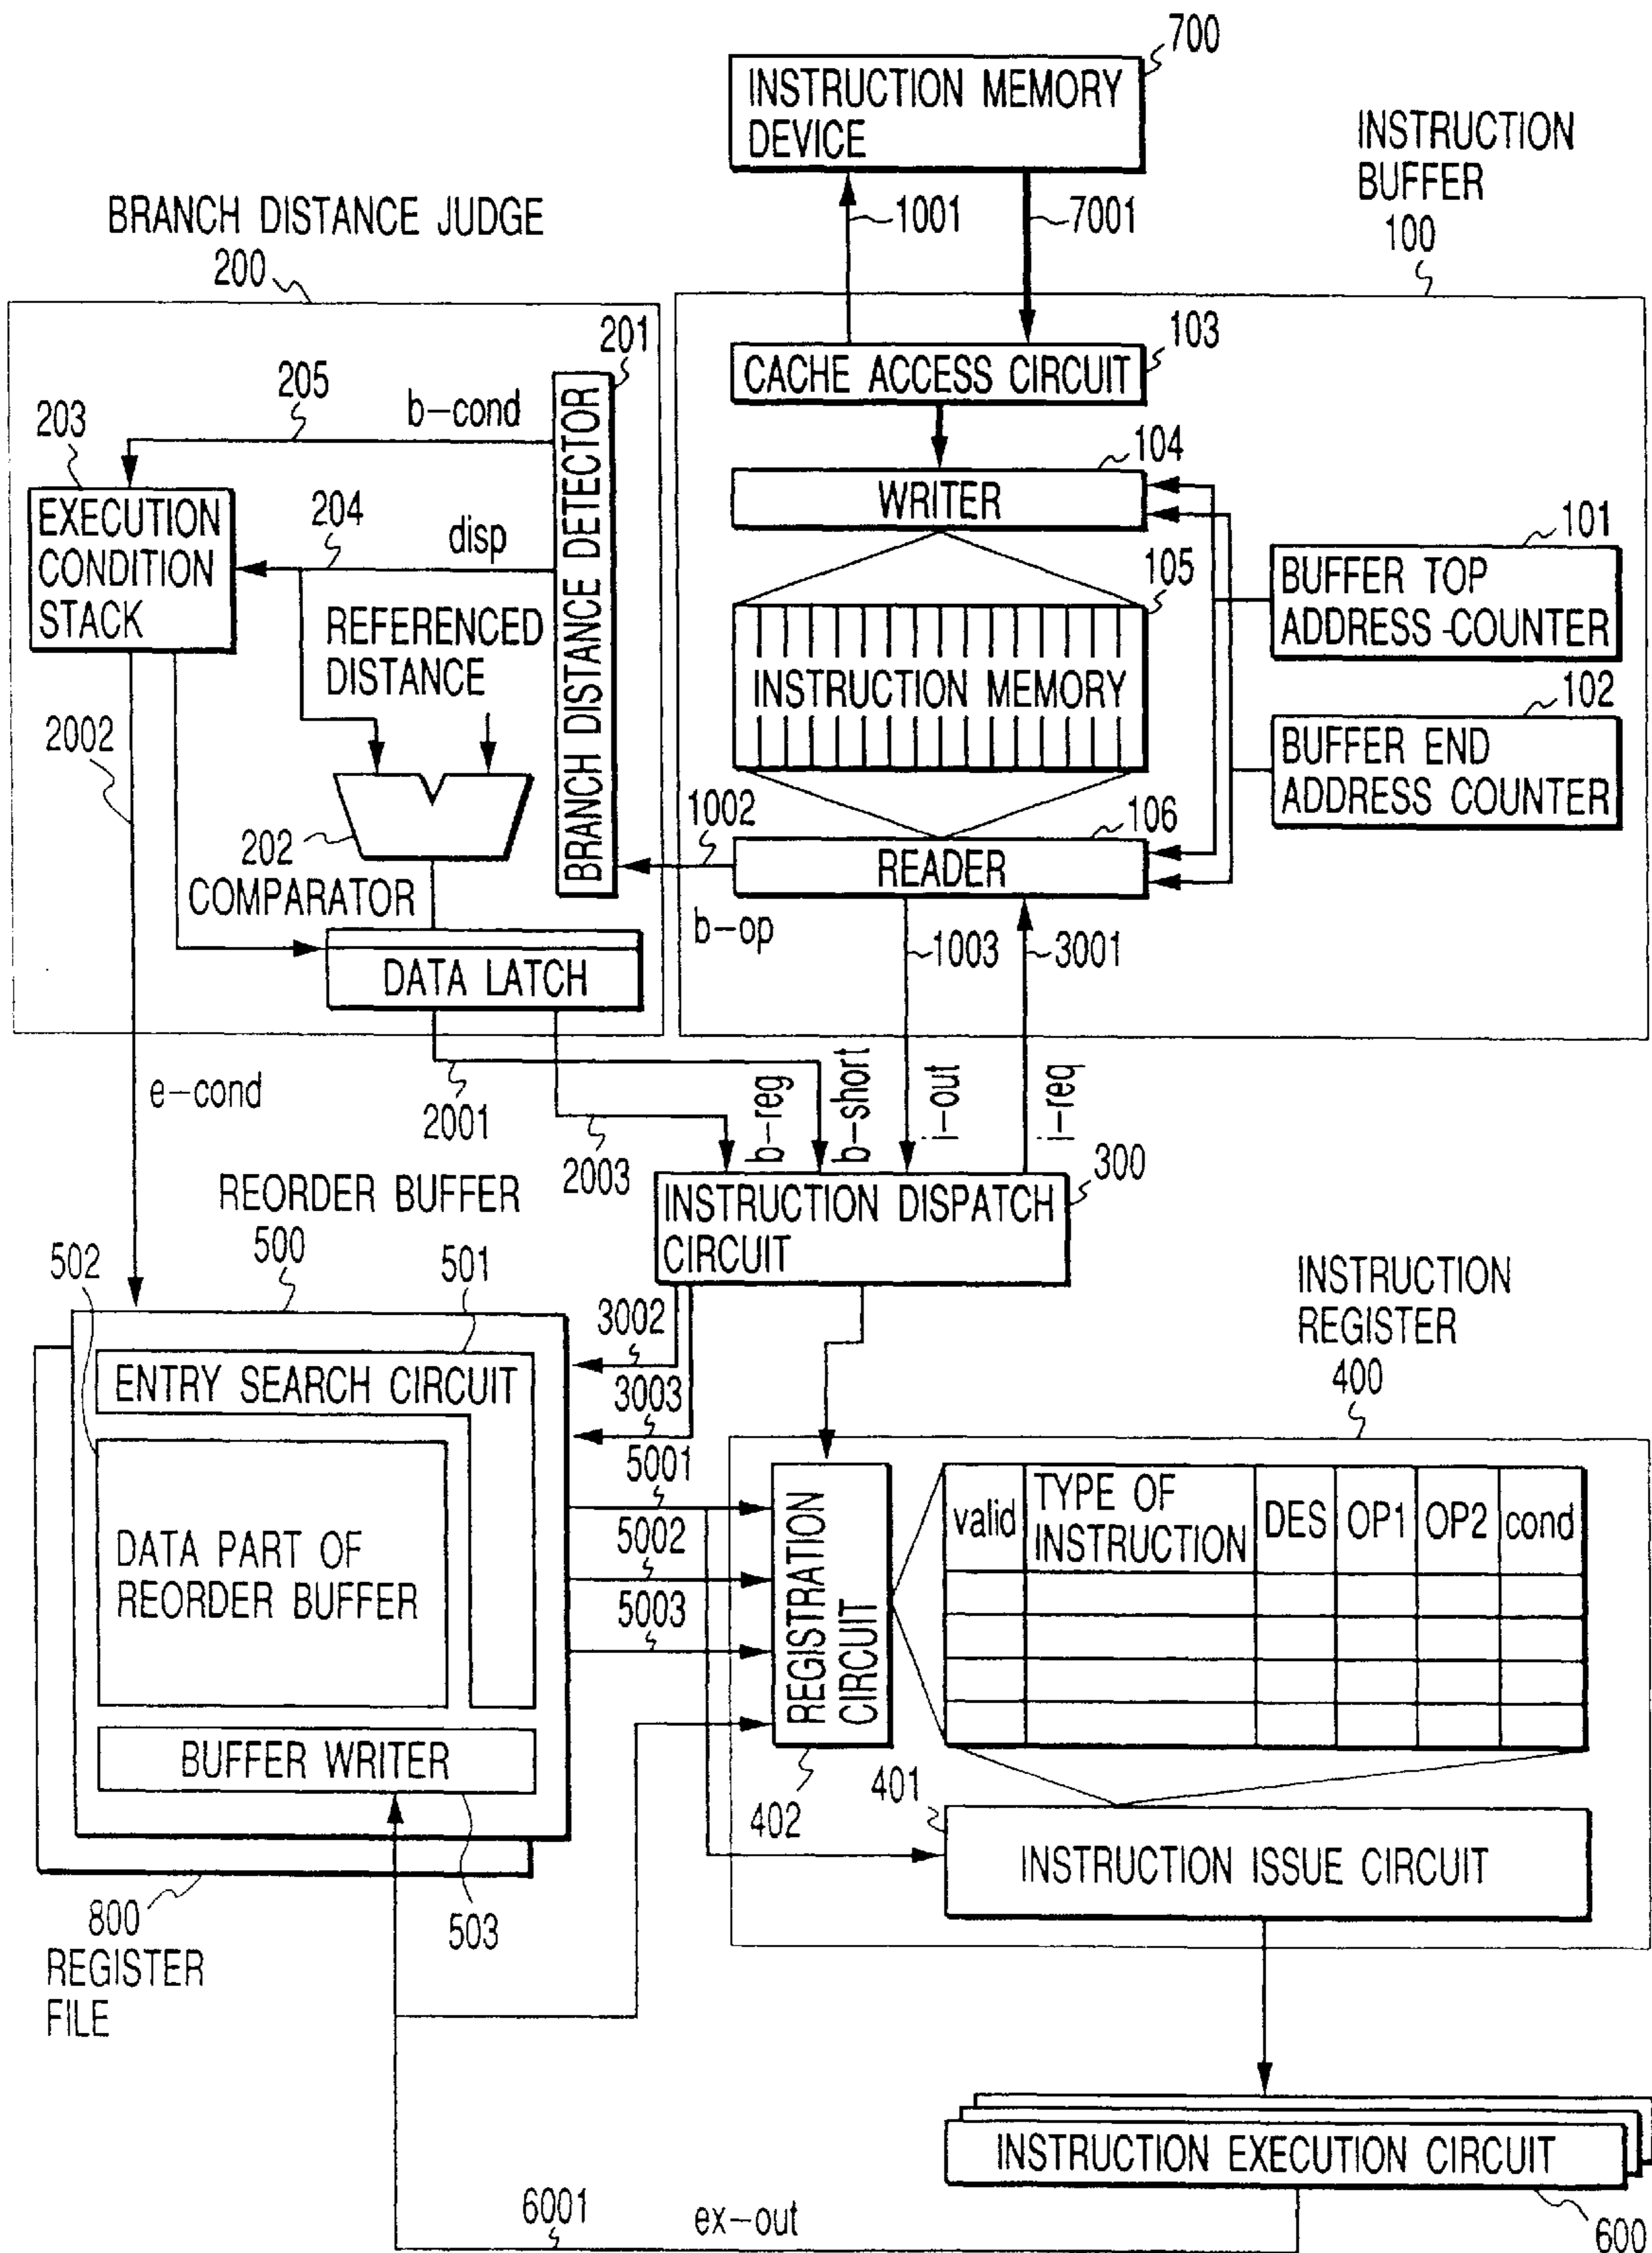 700
INSTRUCTION MEMORY
DEVICE
INSTRUCTION
BUFFER
100
1001
7001
BRANCH DISTANCE JUDGE
200
201
BRANCH DISTANCE DETECTOR
205
b-cond
203
EXECUTION
CONDITION
STACK
204
disp
REFERENCED
DISTANCE
2002
202
COMPARATOR
DATA LATCH
103
CACHE ACCESS CIRCUIT
104
WRITER
105
INSTRUCTION MEMORY
101
BUFFER TOP
ADDRESS-COUNTER
102
BUFFER END
ADDRESS COUNTER
106
READER
1002
b-op
1003
3001
e-cond
2001
2003
b-reg
b-short
i-out
i-req
300
INSTRUCTION DISPATCH
CIRCUIT
REORDER BUFFER
500
502
501
ENTRY SEARCH CIRCUIT
DATA PART OF
REORDER BUFFER
BUFFER WRITER
503
800
REGISTER
FILE
3002
3003
5001
5002
5003
INSTRUCTION
REGISTER
400
REGISTRATION
CIRCUIT
402
valid
TYPE OF
INSTRUCTION
DES
OP1
OP2
cond
401
INSTRUCTION ISSUE CIRCUIT
INSTRUCTION EXECUTION CIRCUIT
600
6001
ex-out